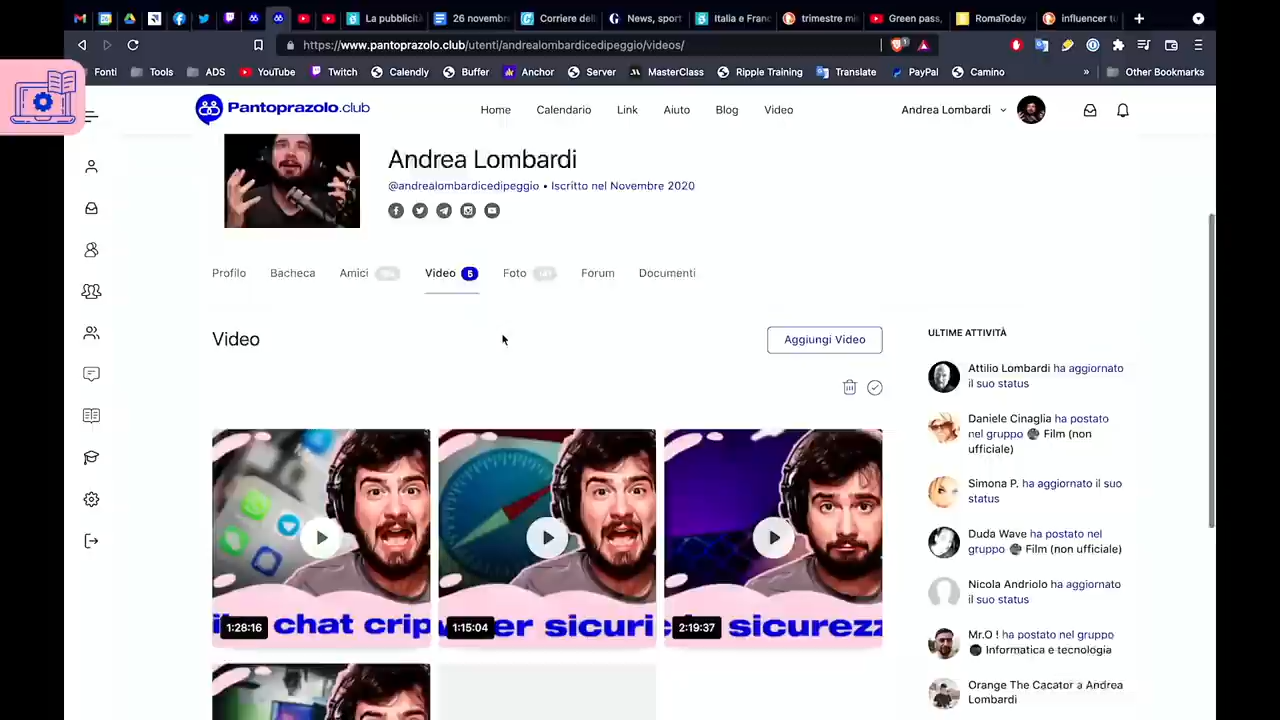 La pubblicità
26 novembr
Corriere dell
News, sport
Italia e Franc
trimestre mi
Green pass,
RomaToday
influencer tu
https://www.pantoprazolo.club/utenti/andrealombardicedipeggio/videos/
Fonti
Tools
ADS
YouTube
Twitch
Calendly
Buffer
Anchor
Server
MasterClass
Ripple Training
Translate
PayPal
Camino
»
Other Bookmarks
Pantoprazolo.club
Home
Calendario
Link
Aiuto
Blog
Video
Andrea Lombardi
Andrea Lombardi
@andrealombardicedipeggio • Iscritto nel Novembre 2020
Profilo
Bacheca
Amici
Video 5
Foto
Forum
Documenti
Video
Aggiungi Video
chat crip
1:28:16
er sicuri
1:15:04
sicurezz
2:19:37
ULTIME ATTIVITÀ
Attilio Lombardi ha aggiornato
il suo status
Daniele Cinaglia ha postato
nel gruppo Film (non
ufficiale)
Simona P. ha aggiornato il suo
status
Duda Wave ha postato nel
gruppo Film (non ufficiale)
Nicola Andriolo ha aggiornato
il suo status
Mr.O ! ha postato nel gruppo
Informatica e tecnologia
Orange The Cacator a Andrea
Lombardi